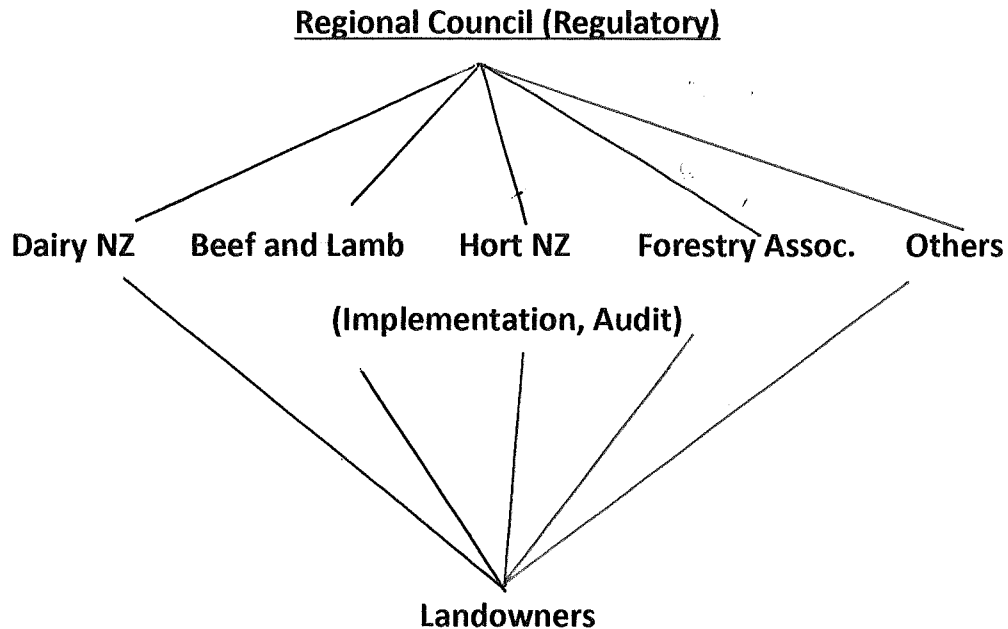 Regional Council (Regulatory)
Dairy NZ Beef and Lamb Hort NZ Forestry Assoc. Others
(Implementation, Audit)
Landowners